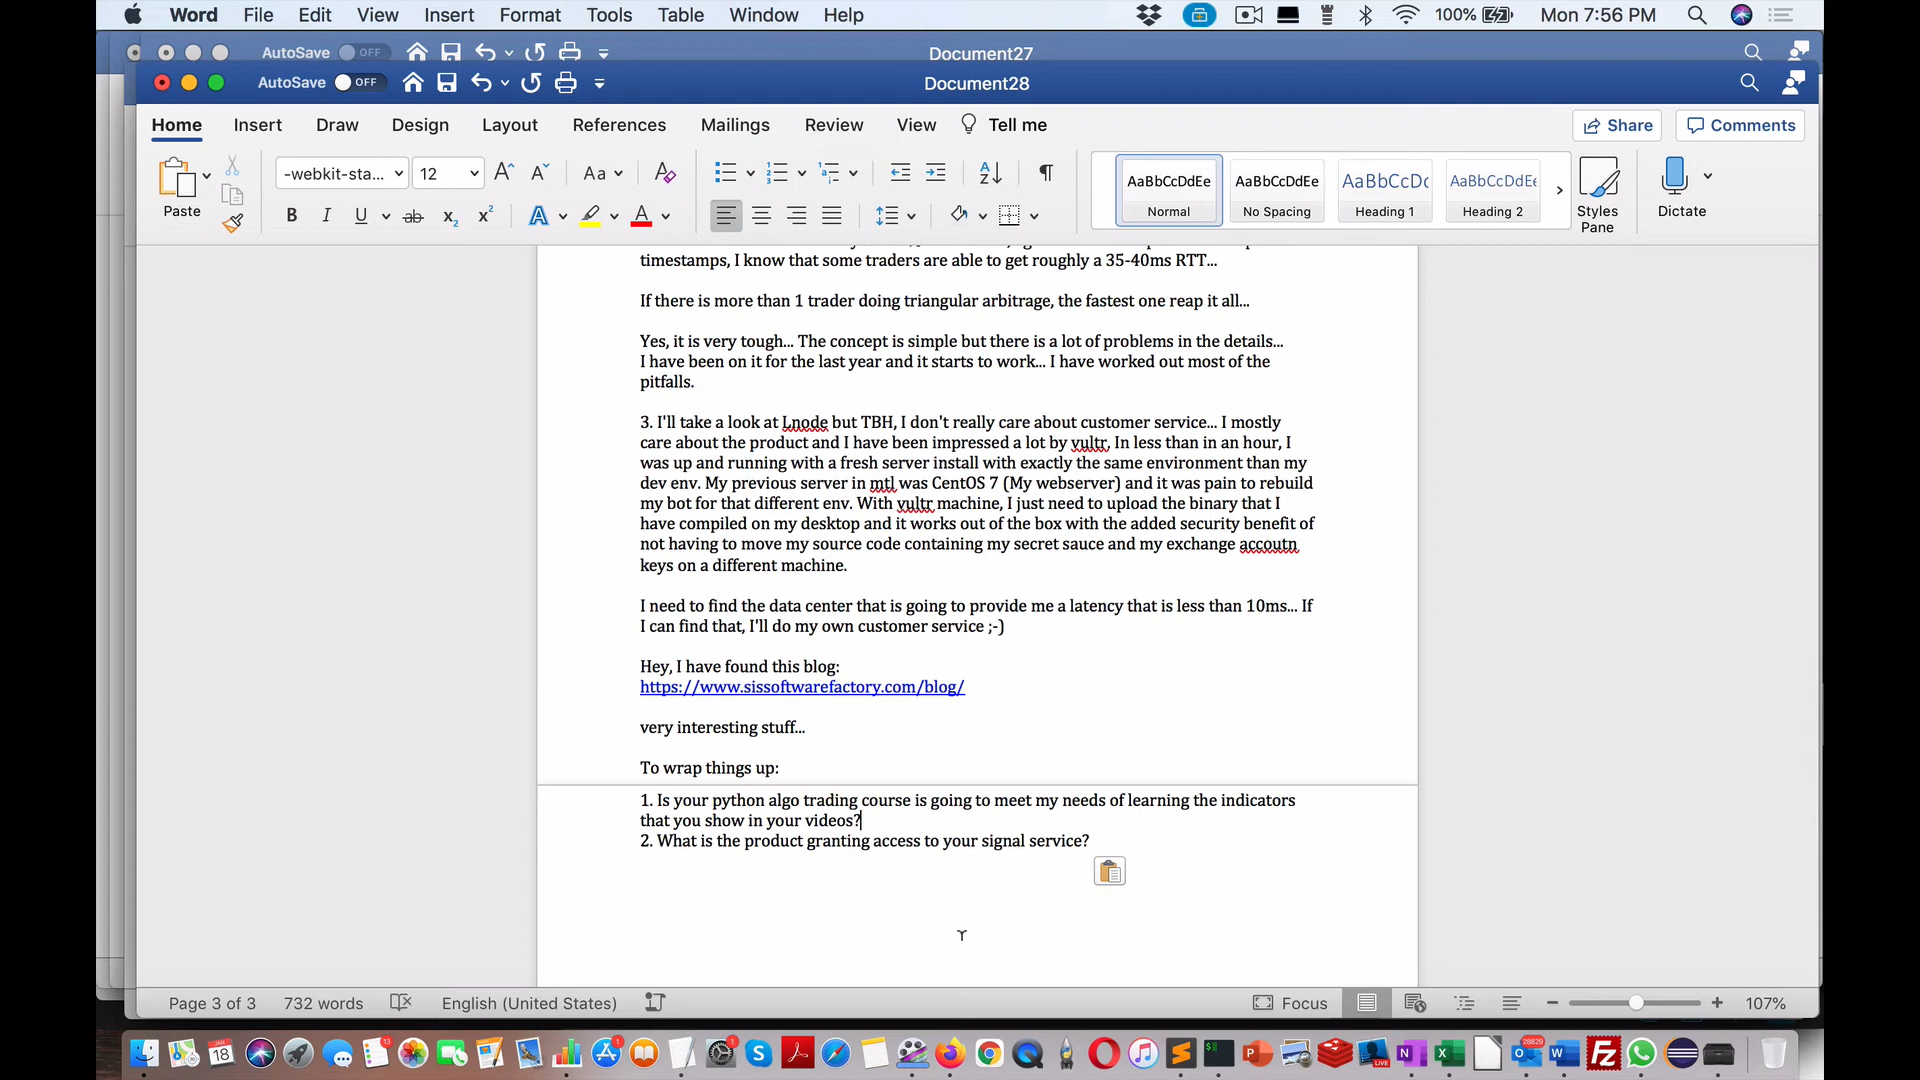 Word File Edit View Insert Format Tools Table Window Help 100% Mon 7:56 PM
AutoSave OFF Document27
AutoSave OFF Document28
Home Insert Draw Design Layout References Mailings Review View Tell me Share Comments
-webkit-sta... 12 Aa
Paste
AaBbCcDdEe AaBbCcDdEe AaBbCcDc AaBbCcDdEe
Normal No Spacing Heading 1 Heading 2
Styles Pane
Dictate
timestamps, I know that some traders are able to get roughly a 35-40ms RTT...
If there is more than 1 trader doing triangular arbitrage, the fastest one reap it all...
Yes, it is very tough... The concept is simple but there is a lot of problems in the details...
I have been on it for the last year and it starts to work... I have worked out most of the
pitfalls.
3. I'll take a look at Lnode but TBH, I don't really care about customer service... I mostly
care about the product and I have been impressed a lot by vultr. In less than in an hour, I
was up and running with a fresh server install with exactly the same environment than my
dev env. My previous server in mtl was CentOS 7 (My webserver) and it was pain to rebuild
my bot for that different env. With vultr machine, I just need to upload the binary that I
have compiled on my desktop and it works out of the box with the added security benefit of
not having to move my source code containing my secret sauce and my exchange accoutn
keys on a different machine.
I need to find the data center that is going to provide me a latency that is less than 10ms... If
I can find that, I'll do my own customer service ;-)
Hey, I have found this blog:
https://www.sissoftwarefactory.com/blog/
very interesting stuff...
To wrap things up:
1. Is your python algo trading course is going to meet my needs of learning the indicators
that you show in your videos?
2. What is the product granting access to your signal service?
Page 3 of 3 732 words English (United States) Focus 107%